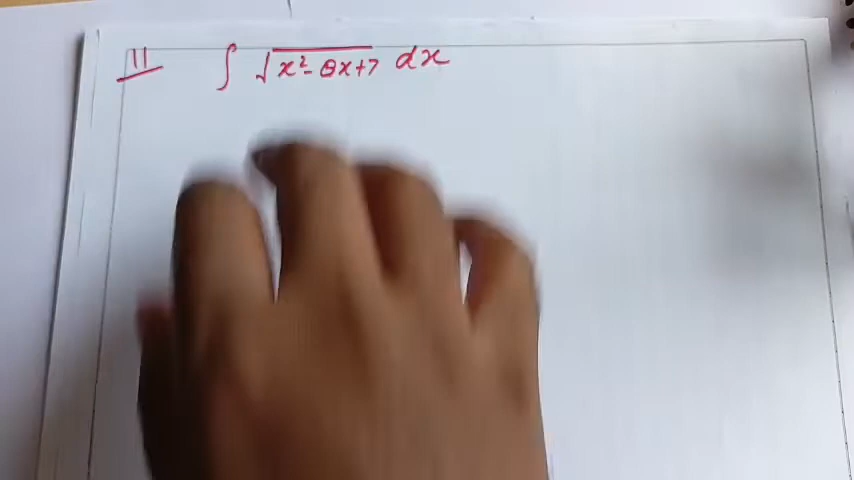 11 ∫ √x²-8x+7 dx